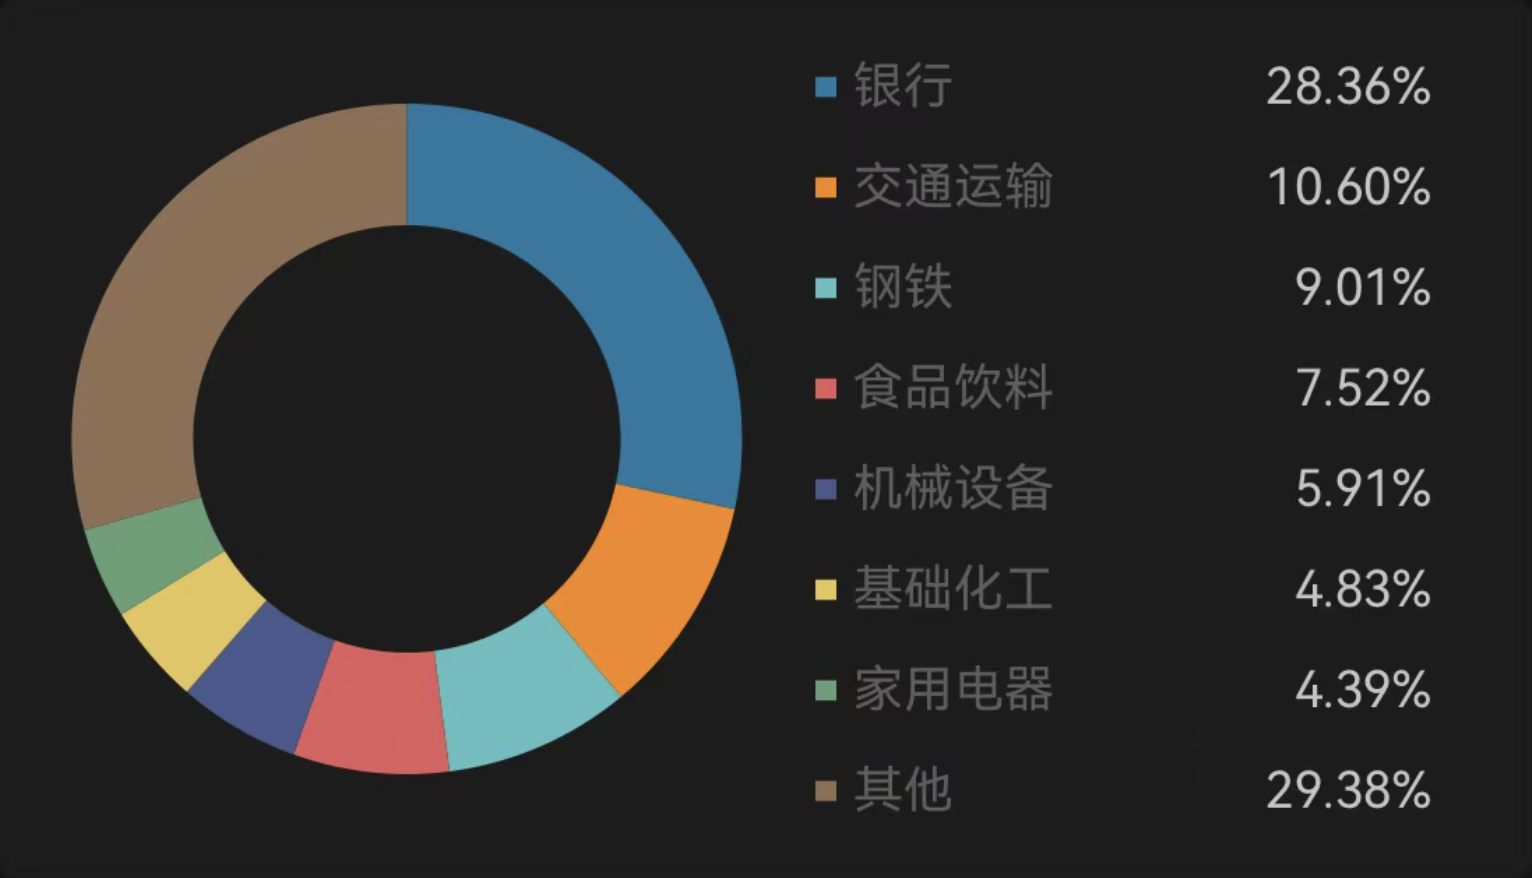 银行 28.36%
交通运输 10.60%
钢铁 9.01%
食品饮料 7.52%
机械设备 5.91%
基础化工 4.83%
家用电器 4.39%
其他 29.38%